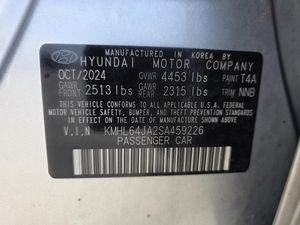 MANUFACTURED IN KOREA BY
HYUNDAI MOTOR COMPANY
OCT/2024 GVWR 4453 lbs PAINT T4A
GAWR FRONT 2513 lbs GAWR REAR 2315 lbs TRIM NNB
THIS VEHICLE CONFORMS TO ALL APPLICABLE U.S.A FEDERAL
MOTOR VEHICLE SAFETY, BUMPER, AND THEFT PREVENTION
STANDARDS IN EFFECT ON THE DATE OF MANUFACTURE SHOWN ABOVE.
V.I.N KMHL64JA2SA459226
PASSENGER CAR